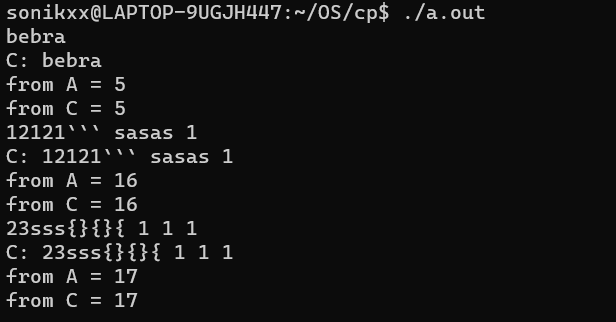 sonikxx@LAPTOP-9UGJH447:~/OS/cp$ ./a.out
bebra
C: bebra
from A = 5
from C = 5
12121``` sasas 1
C: 12121``` sasas 1
from A = 16
from C = 16
23sss{}{}{ 1 1 1
C: 23sss{}{}{ 1 1 1
from A = 17
from C = 17